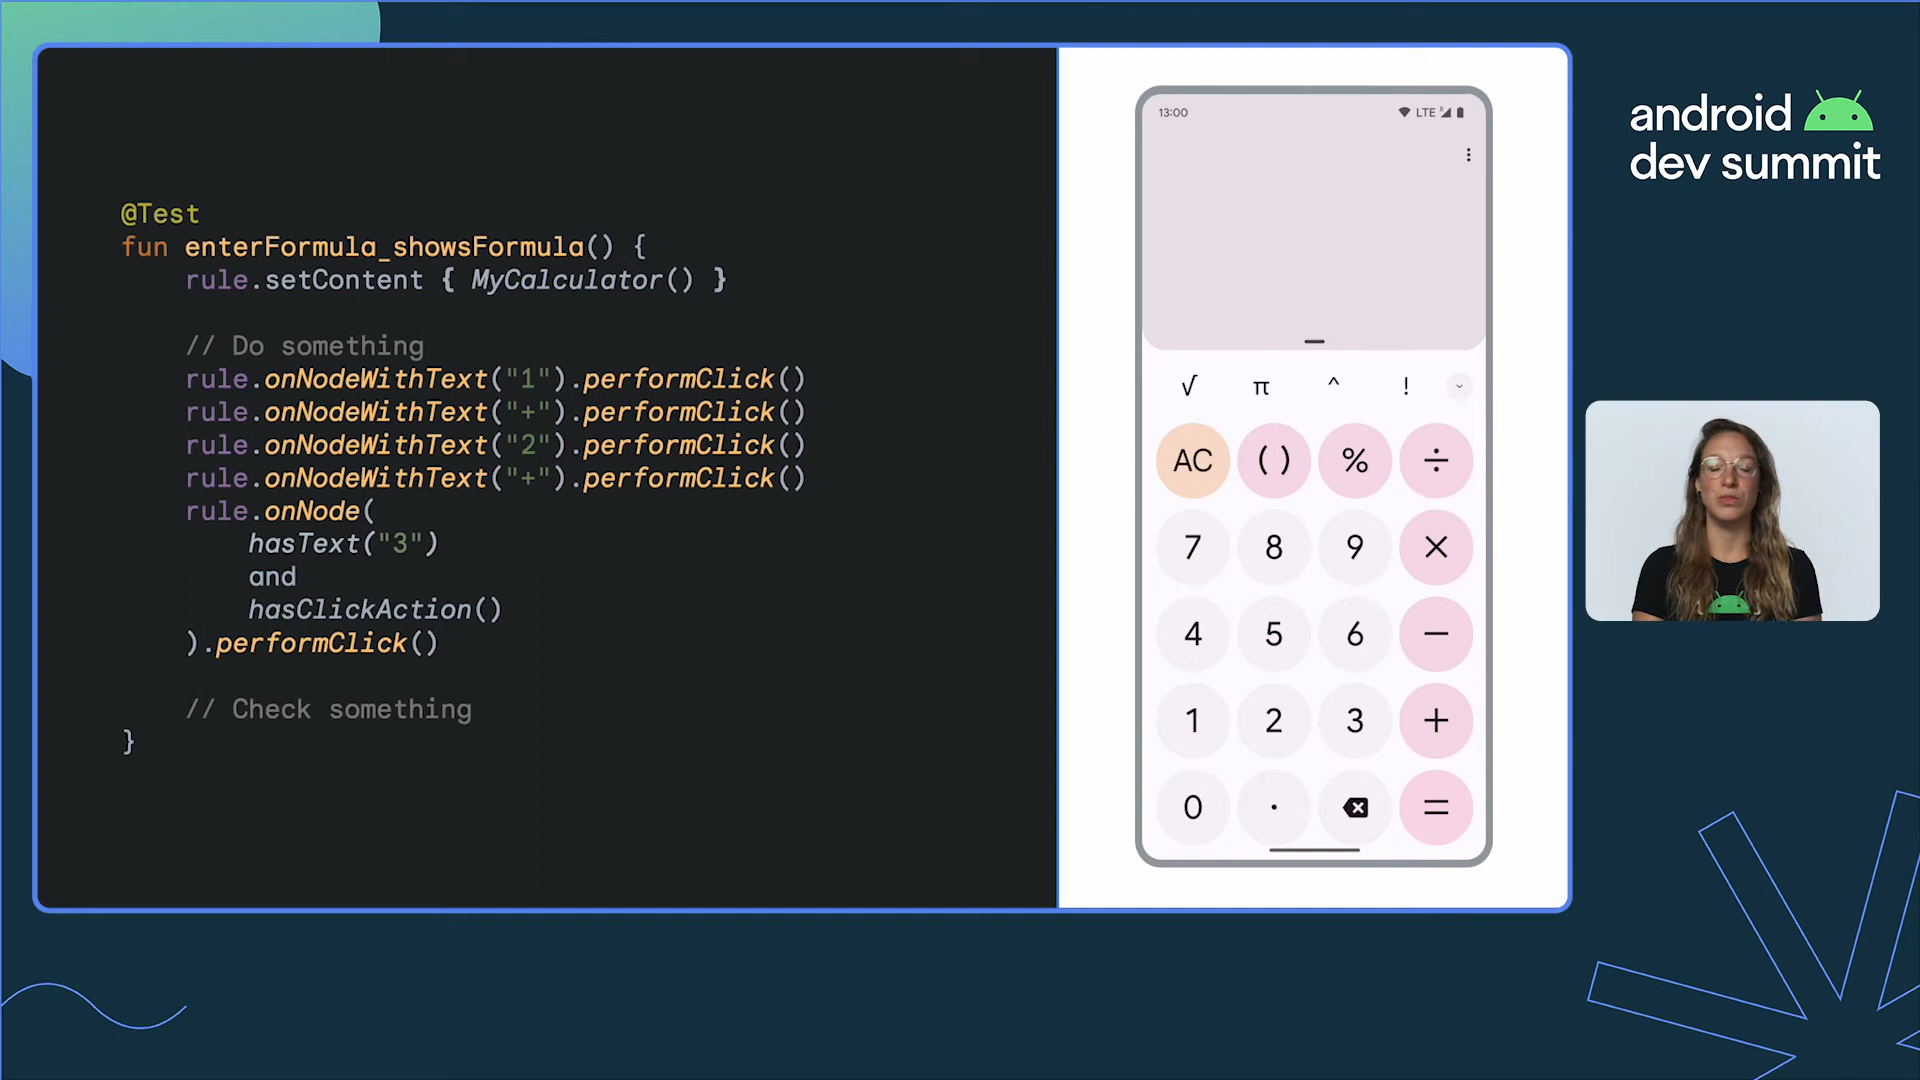 @Test
fun enterFormula_showsFormula() {
    rule.setContent { MyCalculator() }
    // Do something
    rule.onNodeWithText("1").performClick()
    rule.onNodeWithText("+").performClick()
    rule.onNodeWithText("2").performClick()
    rule.onNodeWithText("+").performClick()
    rule.onNode(
        hasText("3")
        and
        hasClickAction()
    ).performClick()
    // Check something
}
13:00 LTE
√ π ^ !
AC ( ) % ÷
7 8 9 ×
4 5 6 −
1 2 3 +
0 . =
android
dev summit